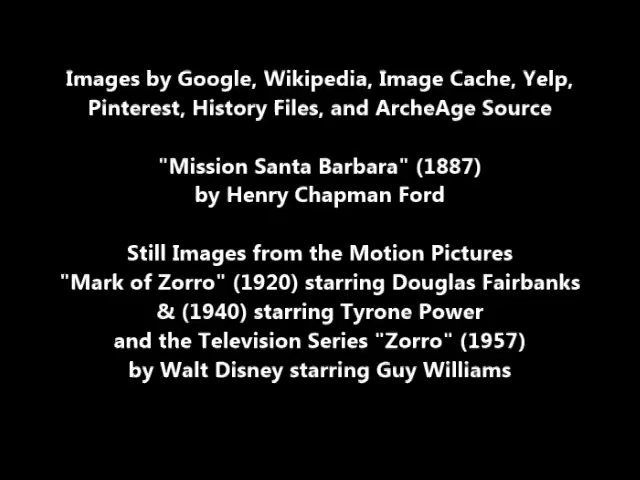 Images by Google, Wikipedia, Image Cache, Yelp,
Pinterest, History Files, and ArcheAge Source
"Mission Santa Barbara" (1887)
by Henry Chapman Ford
Still Images from the Motion Pictures
"Mark of Zorro" (1920) starring Douglas Fairbanks
& (1940) starring Tyrone Power
and the Television Series "Zorro" (1957)
by Walt Disney starring Guy Williams